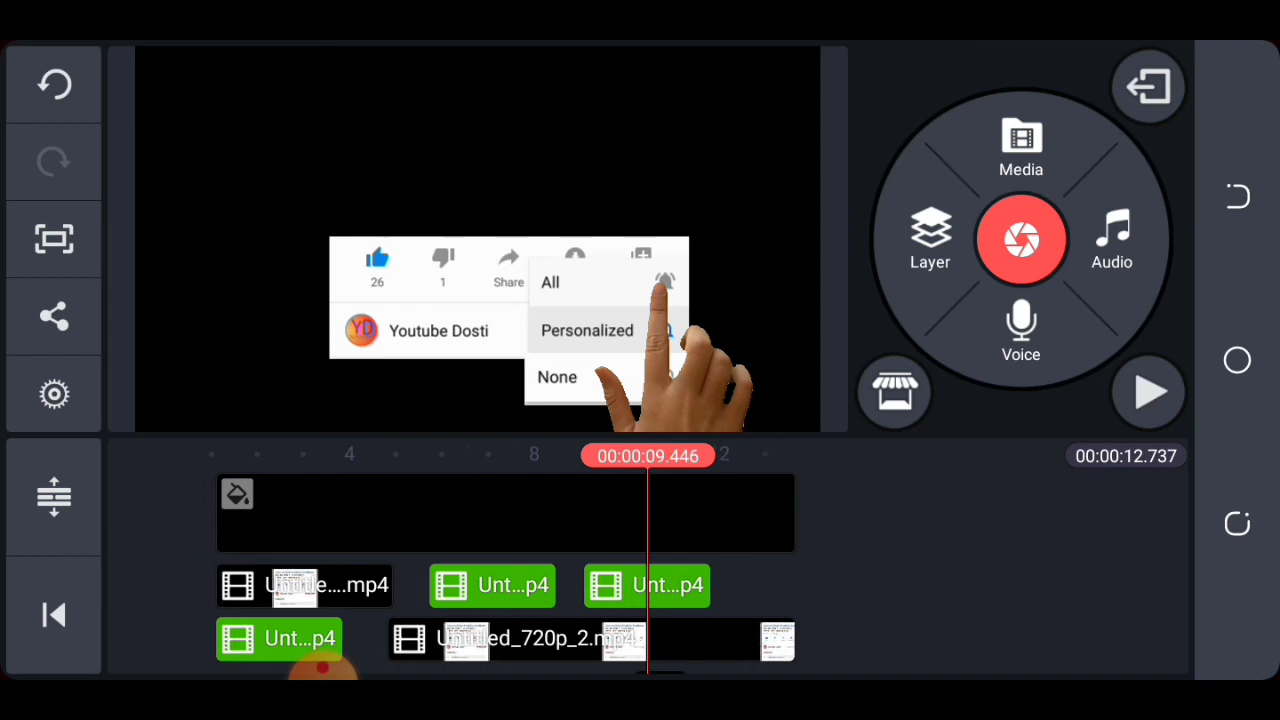 Media
Layer
Audio
Voice
26
1
Share
All
YD
Youtube Dosti
Personalized
None
4
8
00:00:09.446
2
00:00:12.737
Untitle....mp4
Unt...p4
Unt...p4
Unt...p4
Untitled_720p_2.mp4